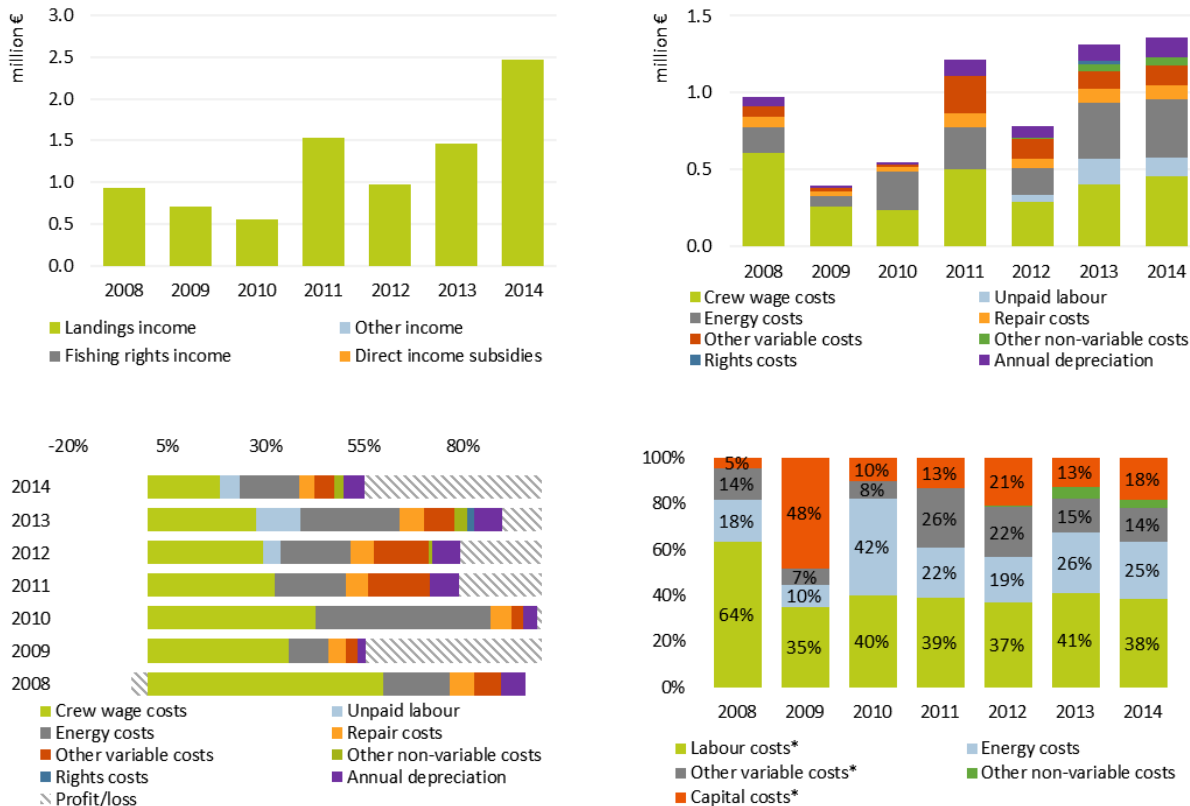 million €
3.0
2.5
2.0
1.5
1.0
0.5
0.0
2008 2009 2010 2011 2012 2013 2014
Landings income Other income
Fishing rights income Direct income subsidies
million €
1.5
1.0
0.5
0.0
2008 2009 2010 2011 2012 2013 2014
Crew wage costs Unpaid labour
Energy costs Repair costs
Other variable costs Other non-variable costs
Rights costs Annual depreciation
-20% 5% 30% 55% 80%
2014
2013
2012
2011
2010
2009
2008
Crew wage costs Unpaid labour
Energy costs Repair costs
Other variable costs Other non-variable costs
Rights costs Annual depreciation
Profit/loss
100%
80%
60%
40%
20%
0%
5% 48% 10% 13% 21% 13% 18%
14% 7% 8% 26% 22% 15% 14%
18% 10% 42% 22% 19% 26% 25%
64% 35% 40% 39% 37% 41% 38%
2008 2009 2010 2011 2012 2013 2014
Labour costs* Energy costs
Other variable costs* Other non-variable costs
Capital costs*